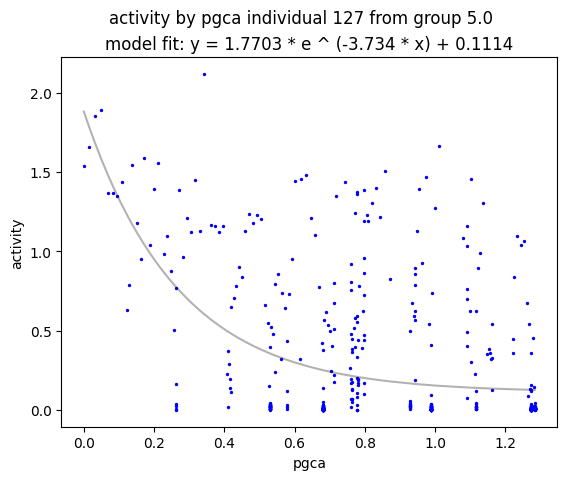 activity by pgca individual 127 from group 5.0
model fit: y = 1.7703 * e ^ (-3.734 * x) + 0.1114
2.0
1.5
1.0
0.5
0.0
activity
0.0 0.2 0.4 0.6 0.8 1.0 1.2
pgca